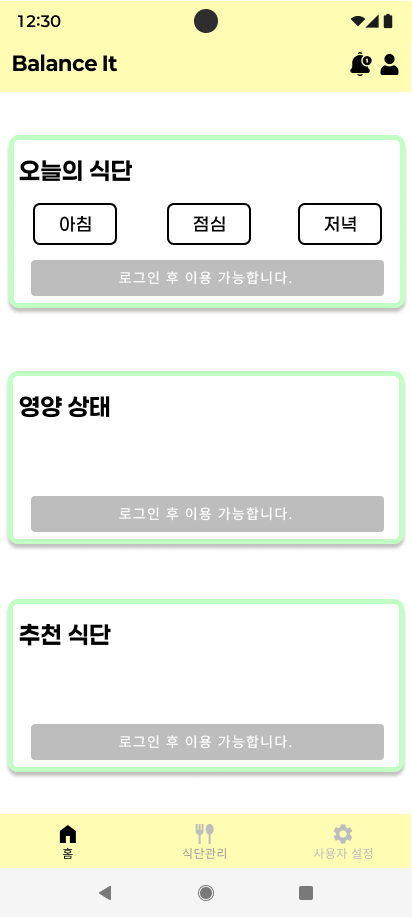 12:30
Balance It
오늘의 식단
아침 점심 저녁
로그인 후 이용 가능합니다.
영양 상태
로그인 후 이용 가능합니다.
추천 식단
로그인 후 이용 가능합니다.
홈 식단관리 사용자 설정